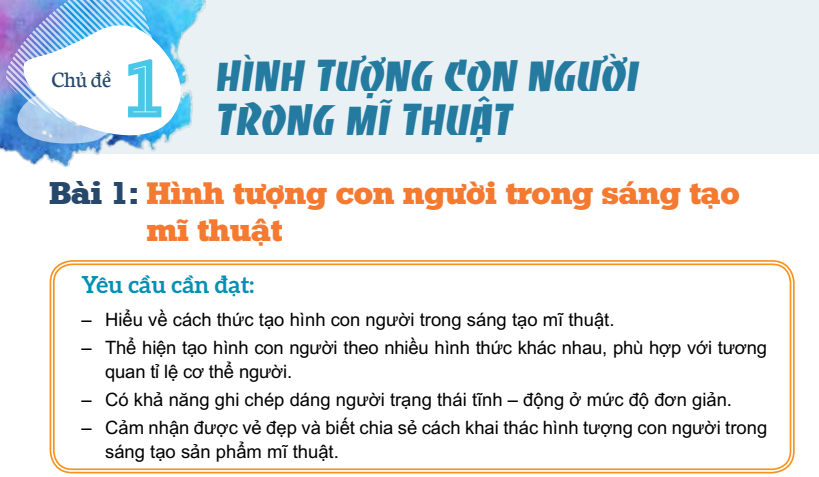 Chủ đề 1
HÌNH TƯỢNG CON NGƯỜI
TRONG MĨ THUẬT
Bài 1: Hình tượng con người trong sáng tạo
mĩ thuật
Yêu cầu cần đạt:
– Hiểu về cách thức tạo hình con người trong sáng tạo mĩ thuật.
– Thể hiện tạo hình con người theo nhiều hình thức khác nhau, phù hợp với tương
quan tỉ lệ cơ thể người.
– Có khả năng ghi chép dáng người trạng thái tĩnh – động ở mức độ đơn giản.
– Cảm nhận được vẻ đẹp và biết chia sẻ cách khai thác hình tượng con người trong
sáng tạo sản phẩm mĩ thuật.